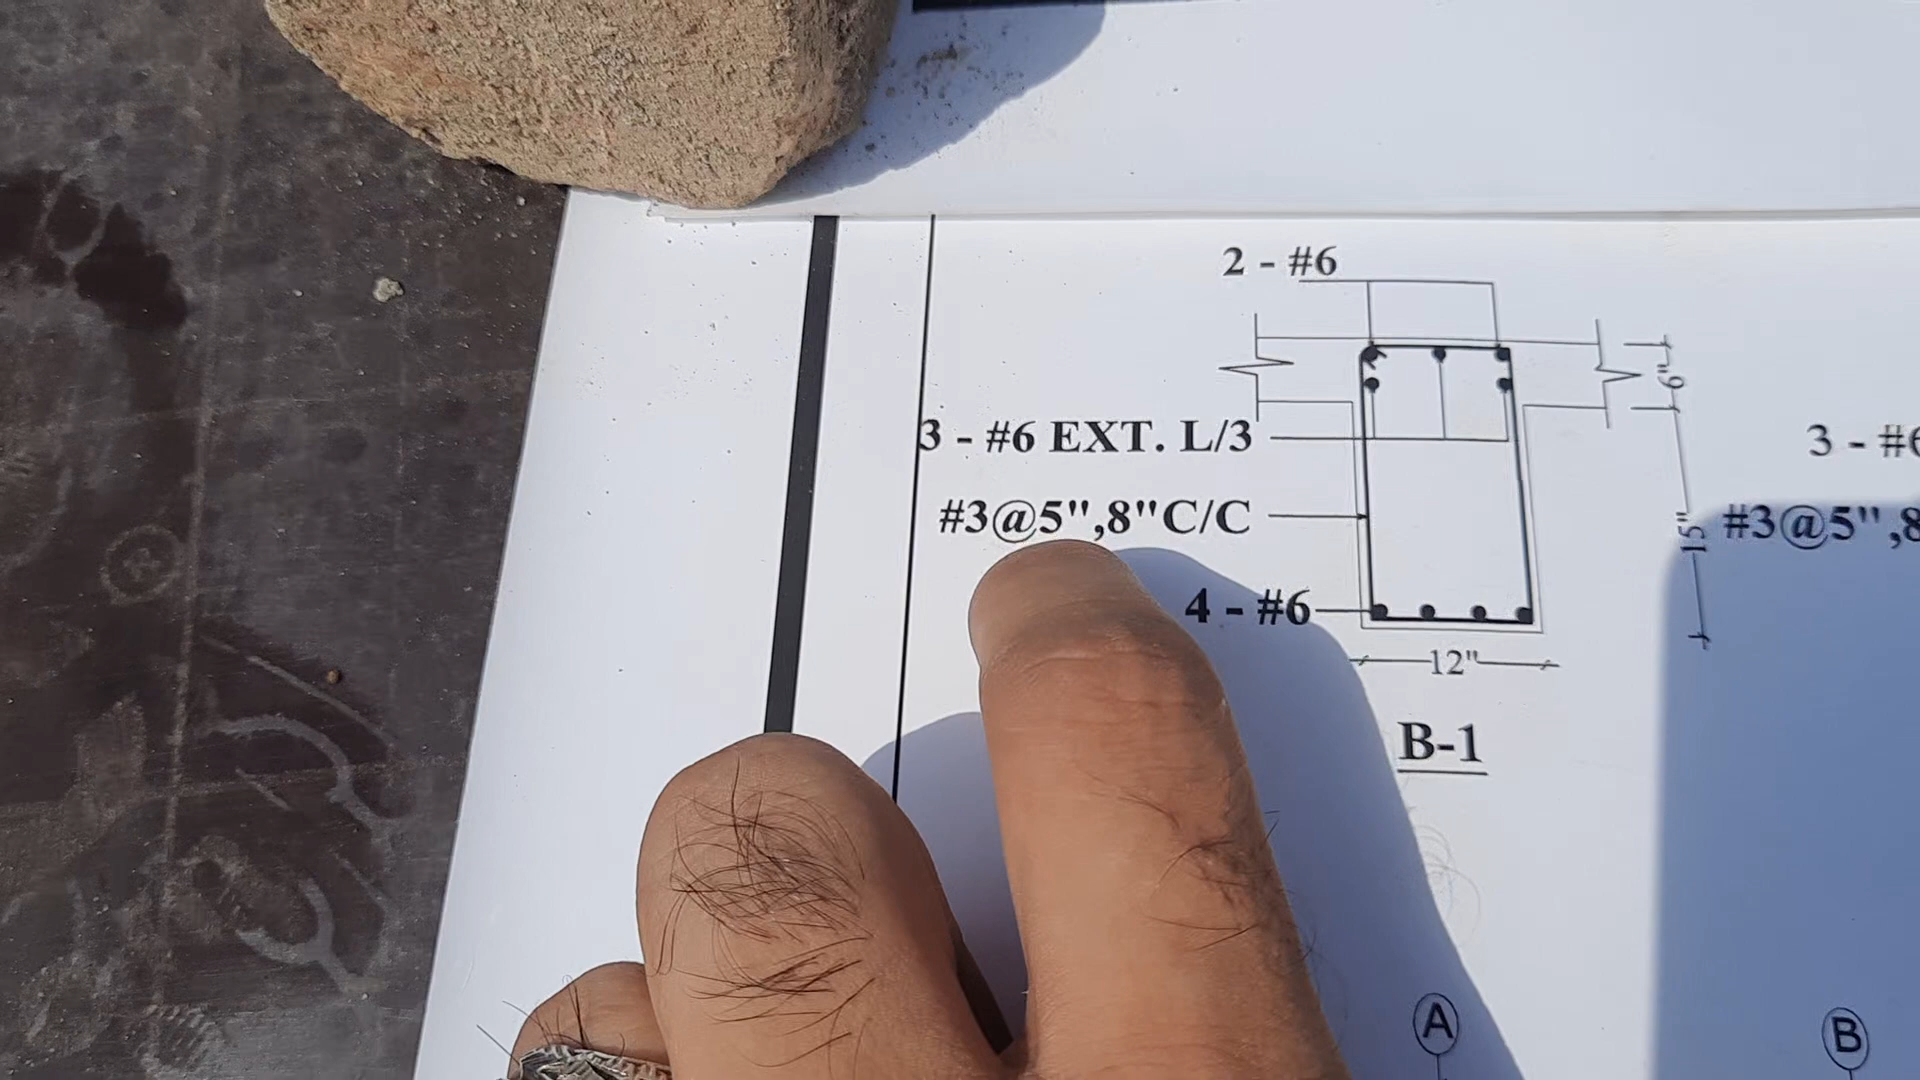 2 - #6
6"
3 - #6 EXT. L/3
3 - #6
#3@5",8"C/C
15"
#3@5",8
4 - #6
12"
B-1
A
B